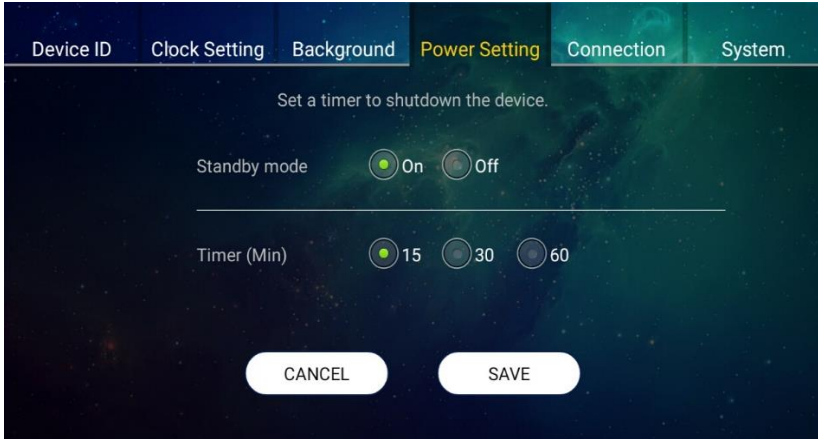 Device ID Clock Setting Background Power Setting Connection System
Set a timer to shutdown the device.
Standby mode On Off
Timer (Min) 15 30 60
CANCEL SAVE